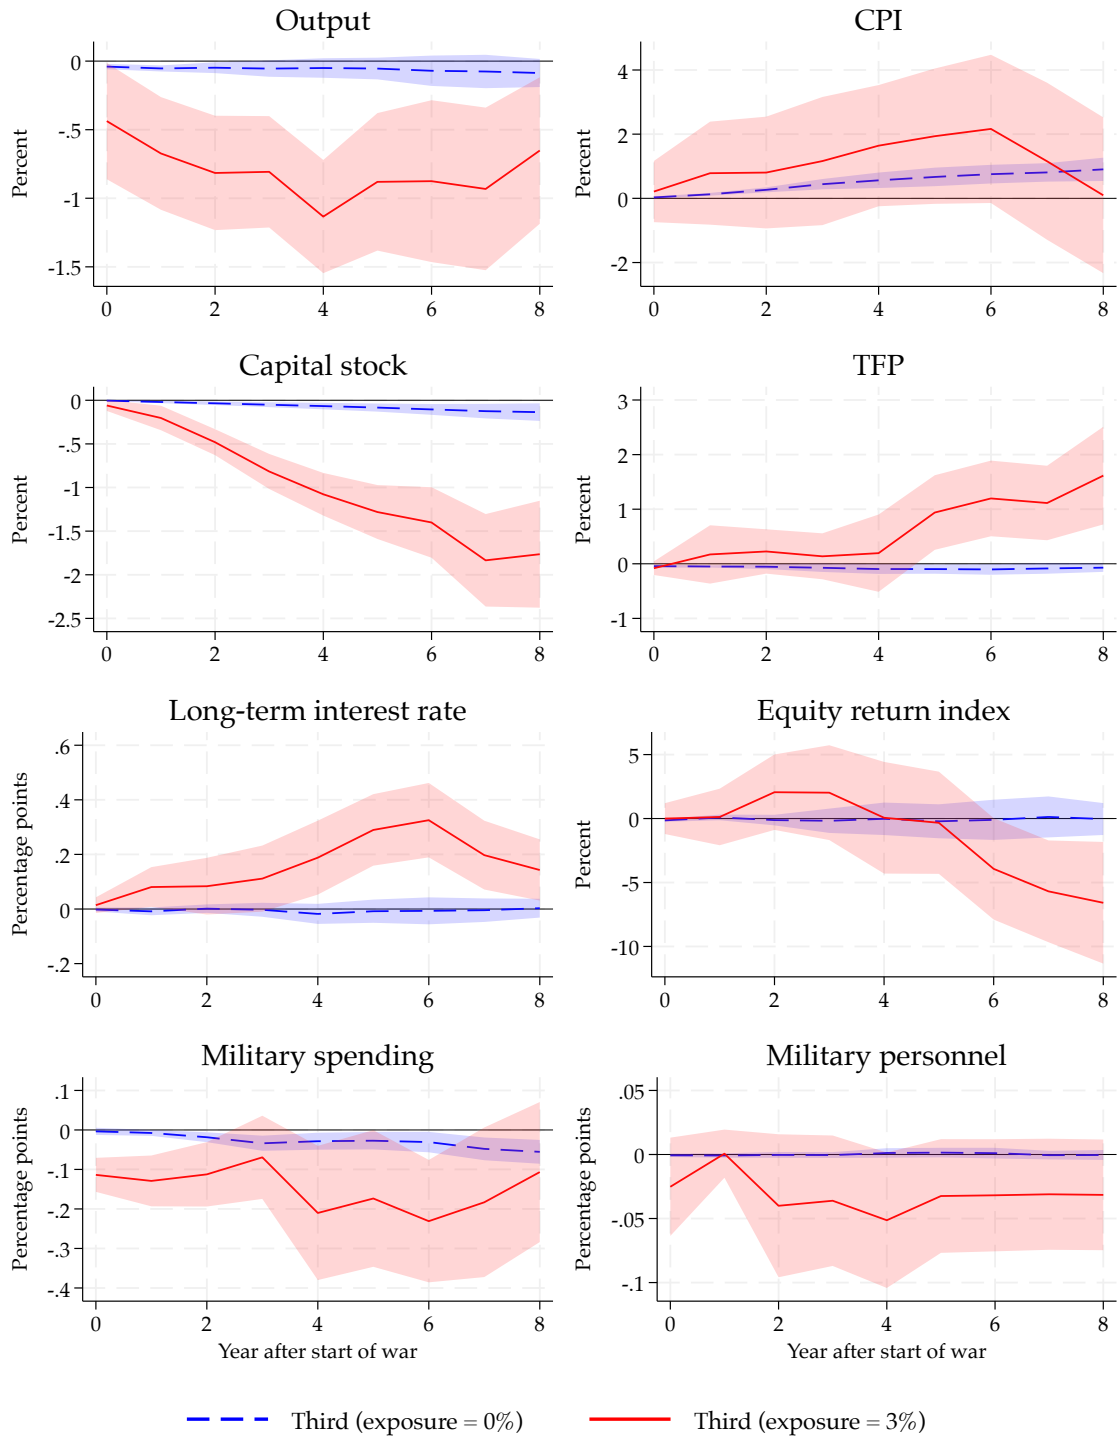 Output
CPI
Percent
0
-.5
-1
-1.5
0 2 4 6 8
Percent
4
2
0
-2
0 2 4 6 8
Capital stock
TFP
Percent
0
-.5
-1
-1.5
-2
-2.5
0 2 4 6 8
Percent
3
2
1
0
-1
0 2 4 6 8
Long-term interest rate
Equity return index
Percentage points
.6
.4
.2
0
-.2
0 2 4 6 8
Percent
5
0
-5
-10
0 2 4 6 8
Military spending
Military personnel
Percentage points
.1
0
-.1
-.2
-.3
-.4
0 2 4 6 8
Year after start of war
Percentage points
.05
0
-.05
-.1
0 2 4 6 8
Year after start of war
Third (exposure = 0%)
Third (exposure = 3%)